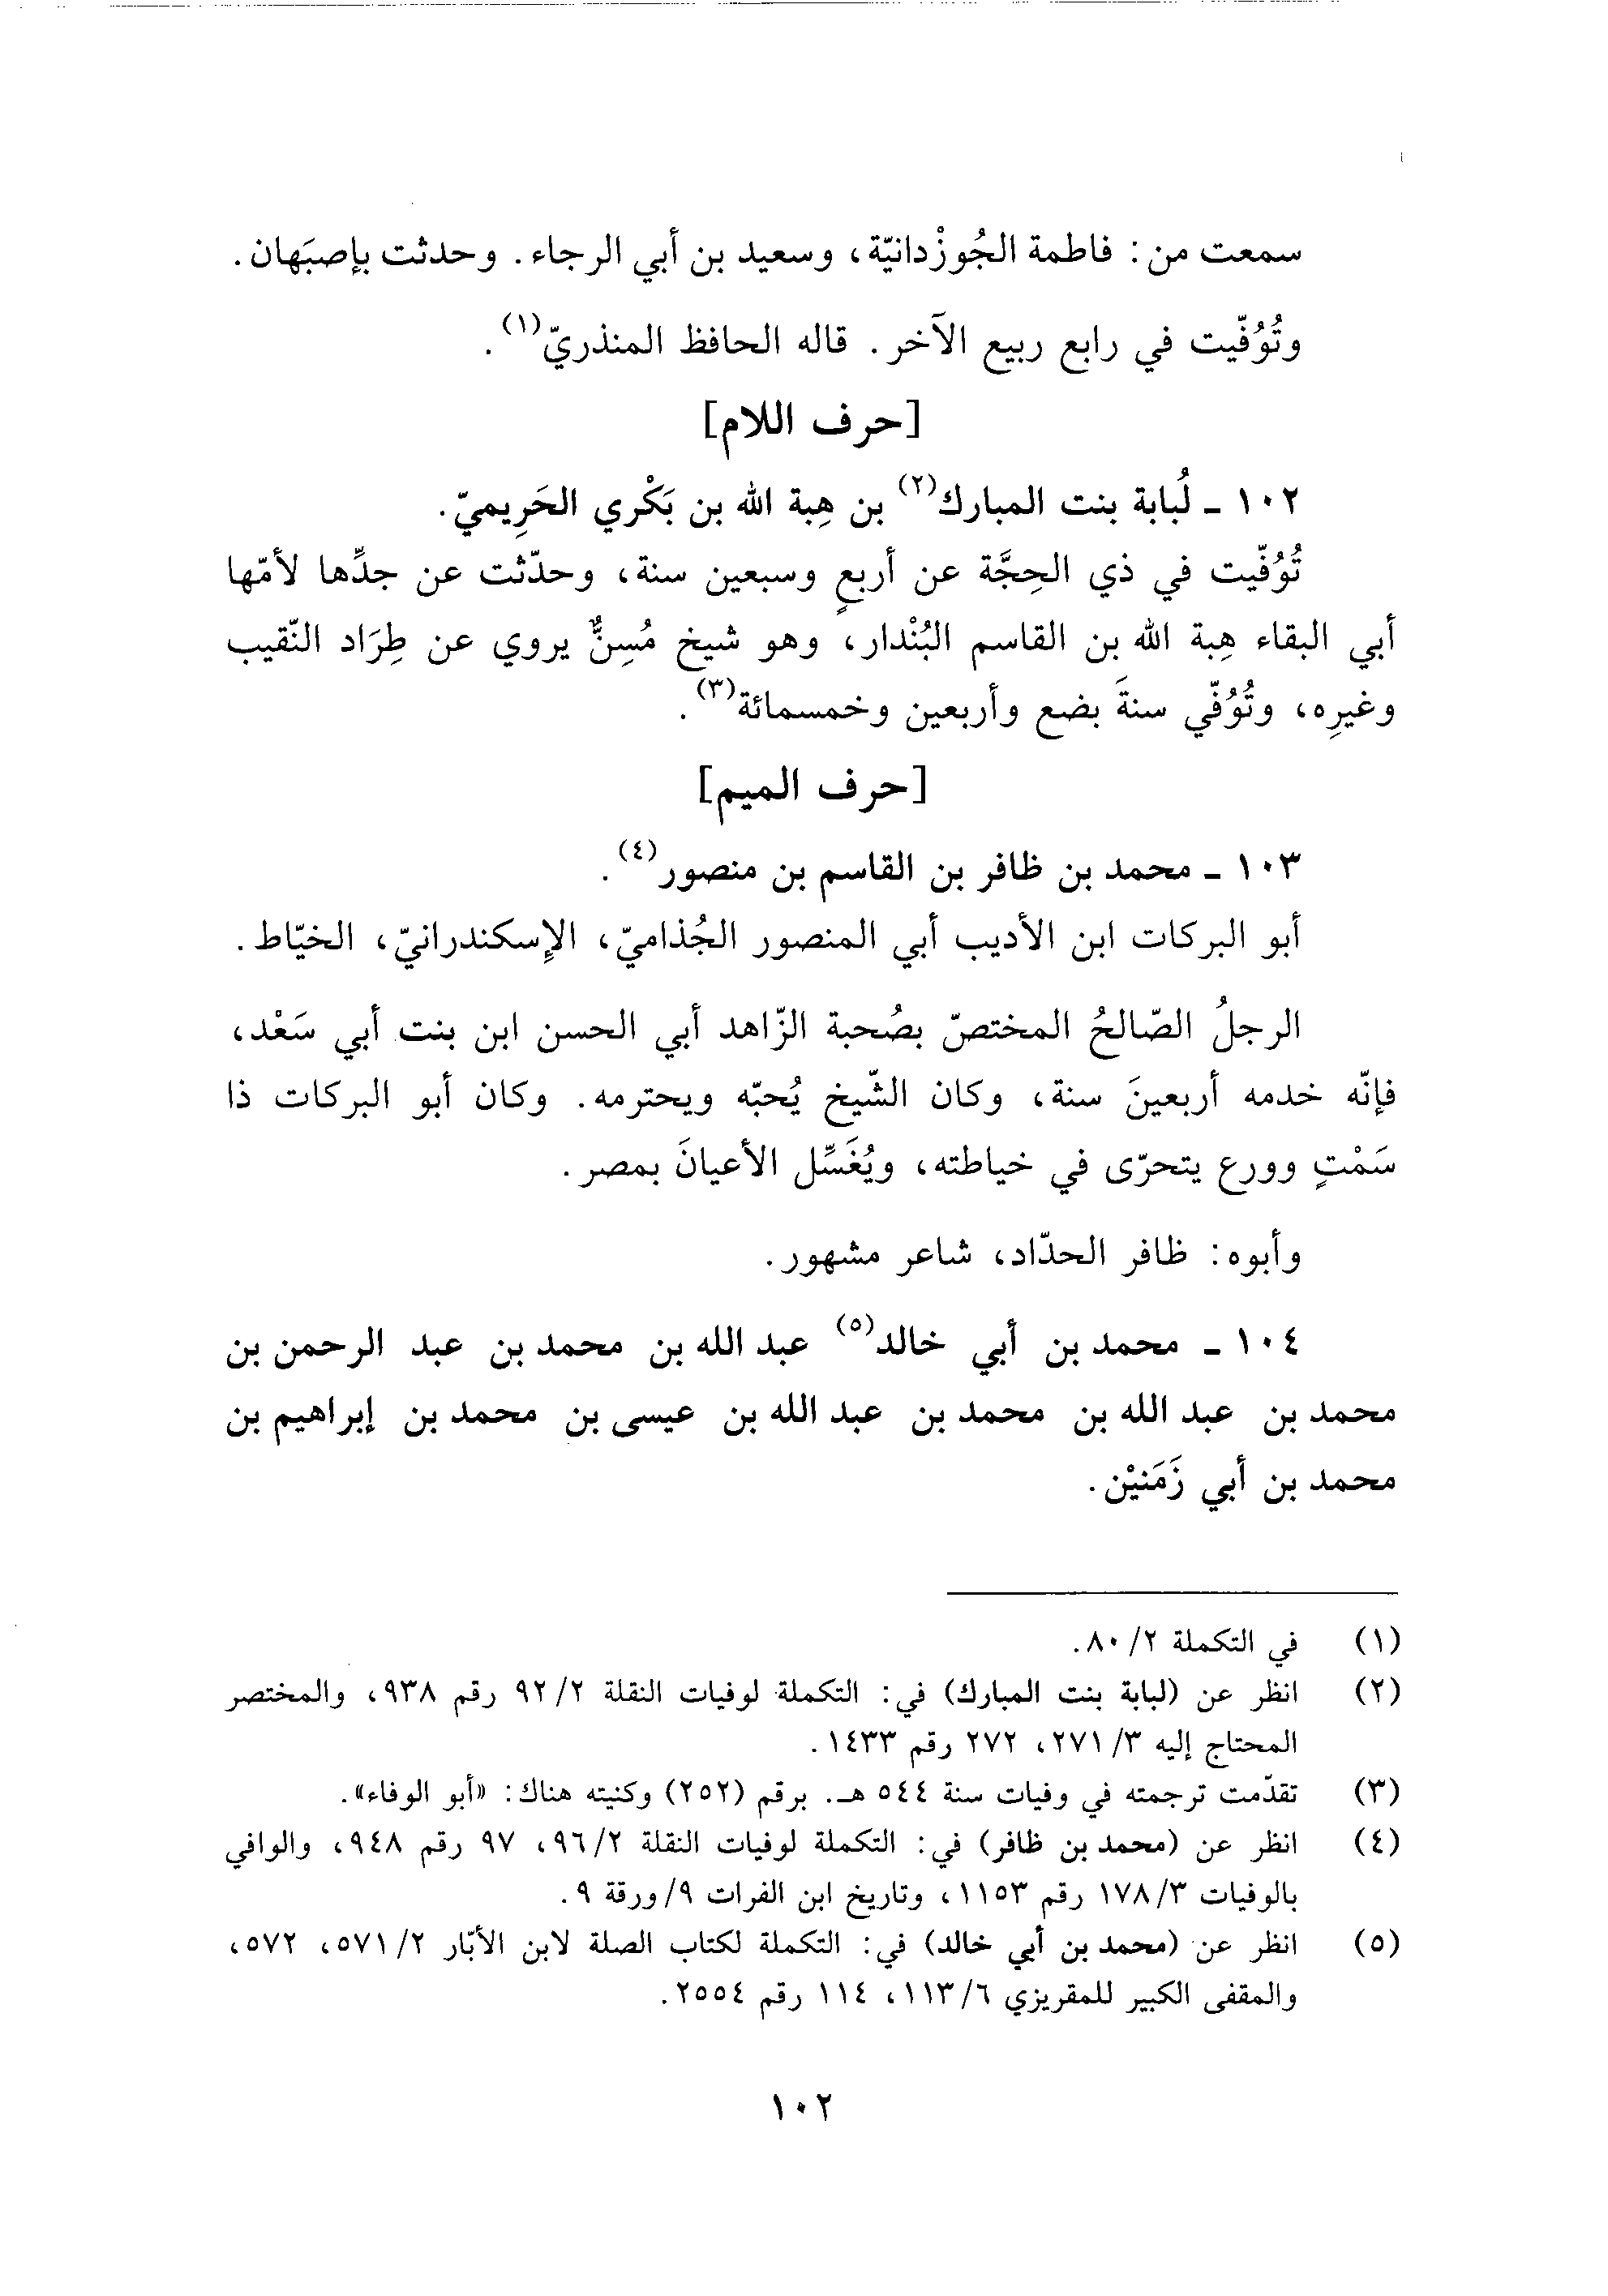 سمعت من: فاطمة الجُوزْدانيّة، وسعيد بن أبي الرجاء. وحدثت بإصبَهان.
وتُوُفّيت في رابع ربيع الآخر. قاله الحافظ المنذريّ(١).
[حرف اللام]
١٠٢ ـ لُبابة بنت المبارك(٢) بن هِبة الله بن بَكْري الحَرِيميّ.
تُوُفّيت في ذي الحِجَّة عن أربعٍ وسبعين سنة، وحدّثت عن جدِّها لأمّها
أبي البقاء هِبة الله بن القاسم البُنْدار، وهو شيخ مُسِنٌّ يروي عن طِرَاد النّقيب
وغيرِه، وتُوُفّي سنةَ بضع وأربعين وخمسمائة(٣).
[حرف الميم]
١٠٣ ـ محمد بن ظافر بن القاسم بن منصور(٤).
أبو البركات ابن الأديب أبي المنصور الجُذاميّ، الإسكندرانيّ، الخيّاط.
الرجلُ الصّالحُ المختصّ بصُحبة الزّاهد أبي الحسن ابن بنت أبي سَعْد،
فإنّه خدمه أربعينَ سنة، وكان الشّيخ يُحبّه ويحترمه. وكان أبو البركات ذا
سَمْتٍ وورع يتحرّى في خياطته، ويُغَسِّل الأعيانَ بمصر.
وأبوه: ظافر الحدّاد، شاعر مشهور.
١٠٤ ـ محمد بن أبي خالد(٥) عبد الله بن محمد بن عبد الرحمن بن
محمد بن عبد الله بن محمد بن عبد الله بن عيسى بن محمد بن إبراهيم بن
محمد بن أبي زَمَنيْن.
(١) في التكملة ٢/ ٨٠.
(٢) انظر عن (لبابة بنت المبارك) في: التكملة لوفيات النقلة ٢/ ٩٢ رقم ٩٣٨، والمختصر
المحتاج إليه ٣/ ٢٧١، ٢٧٢ رقم ١٤٣٣.
(٣) تقدّمت ترجمته في وفيات سنة ٥٤٤ هـ. برقم (٢٥٢) وكنيته هناك: «أبو الوفاء».
(٤) انظر عن (محمد بن ظافر) في: التكملة لوفيات النقلة ٢/ ٩٦، ٩٧ رقم ٩٤٨، والوافي
بالوفيات ٣/ ١٧٨ رقم ١١٥٣، وتاريخ ابن الفرات ٩/ ورقة ٩.
(٥) انظر عن (محمد بن أبي خالد) في: التكملة لكتاب الصلة لابن الأبّار ٢/ ٥٧١، ٥٧٢،
والمقفى الكبير للمقريزي ٦/ ١١٣، ١١٤ رقم ٢٥٥٤.
١٠٢